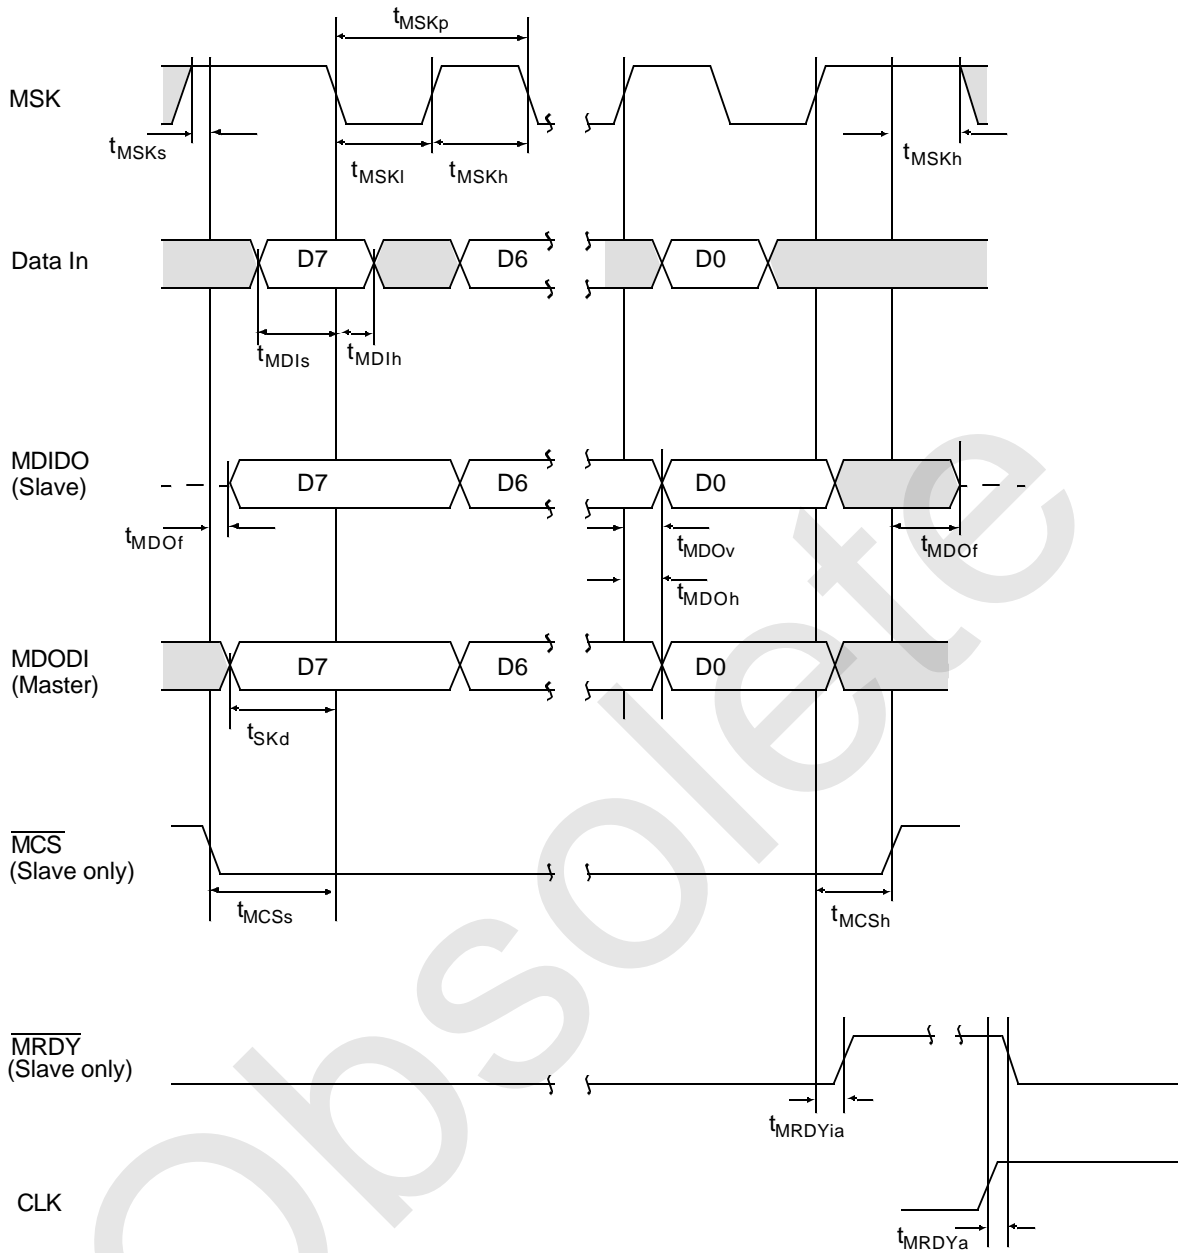 tMSKp
MSK
tMSKs
tMSKl
tMSKh
tMSKh
Data In
D7
D6
D0
tMDIs
tMDIh
MDIDO
(Slave)
D7
D6
D0
tMDOf
tMDOv
tMDOf
tMDOh
MDODI
(Master)
D7
D6
D0
tSKd
MCS
(Slave only)
tMCSs
tMCSh
MRDY
(Slave only)
tMRDYia
CLK
tMRDYa
Obsolete